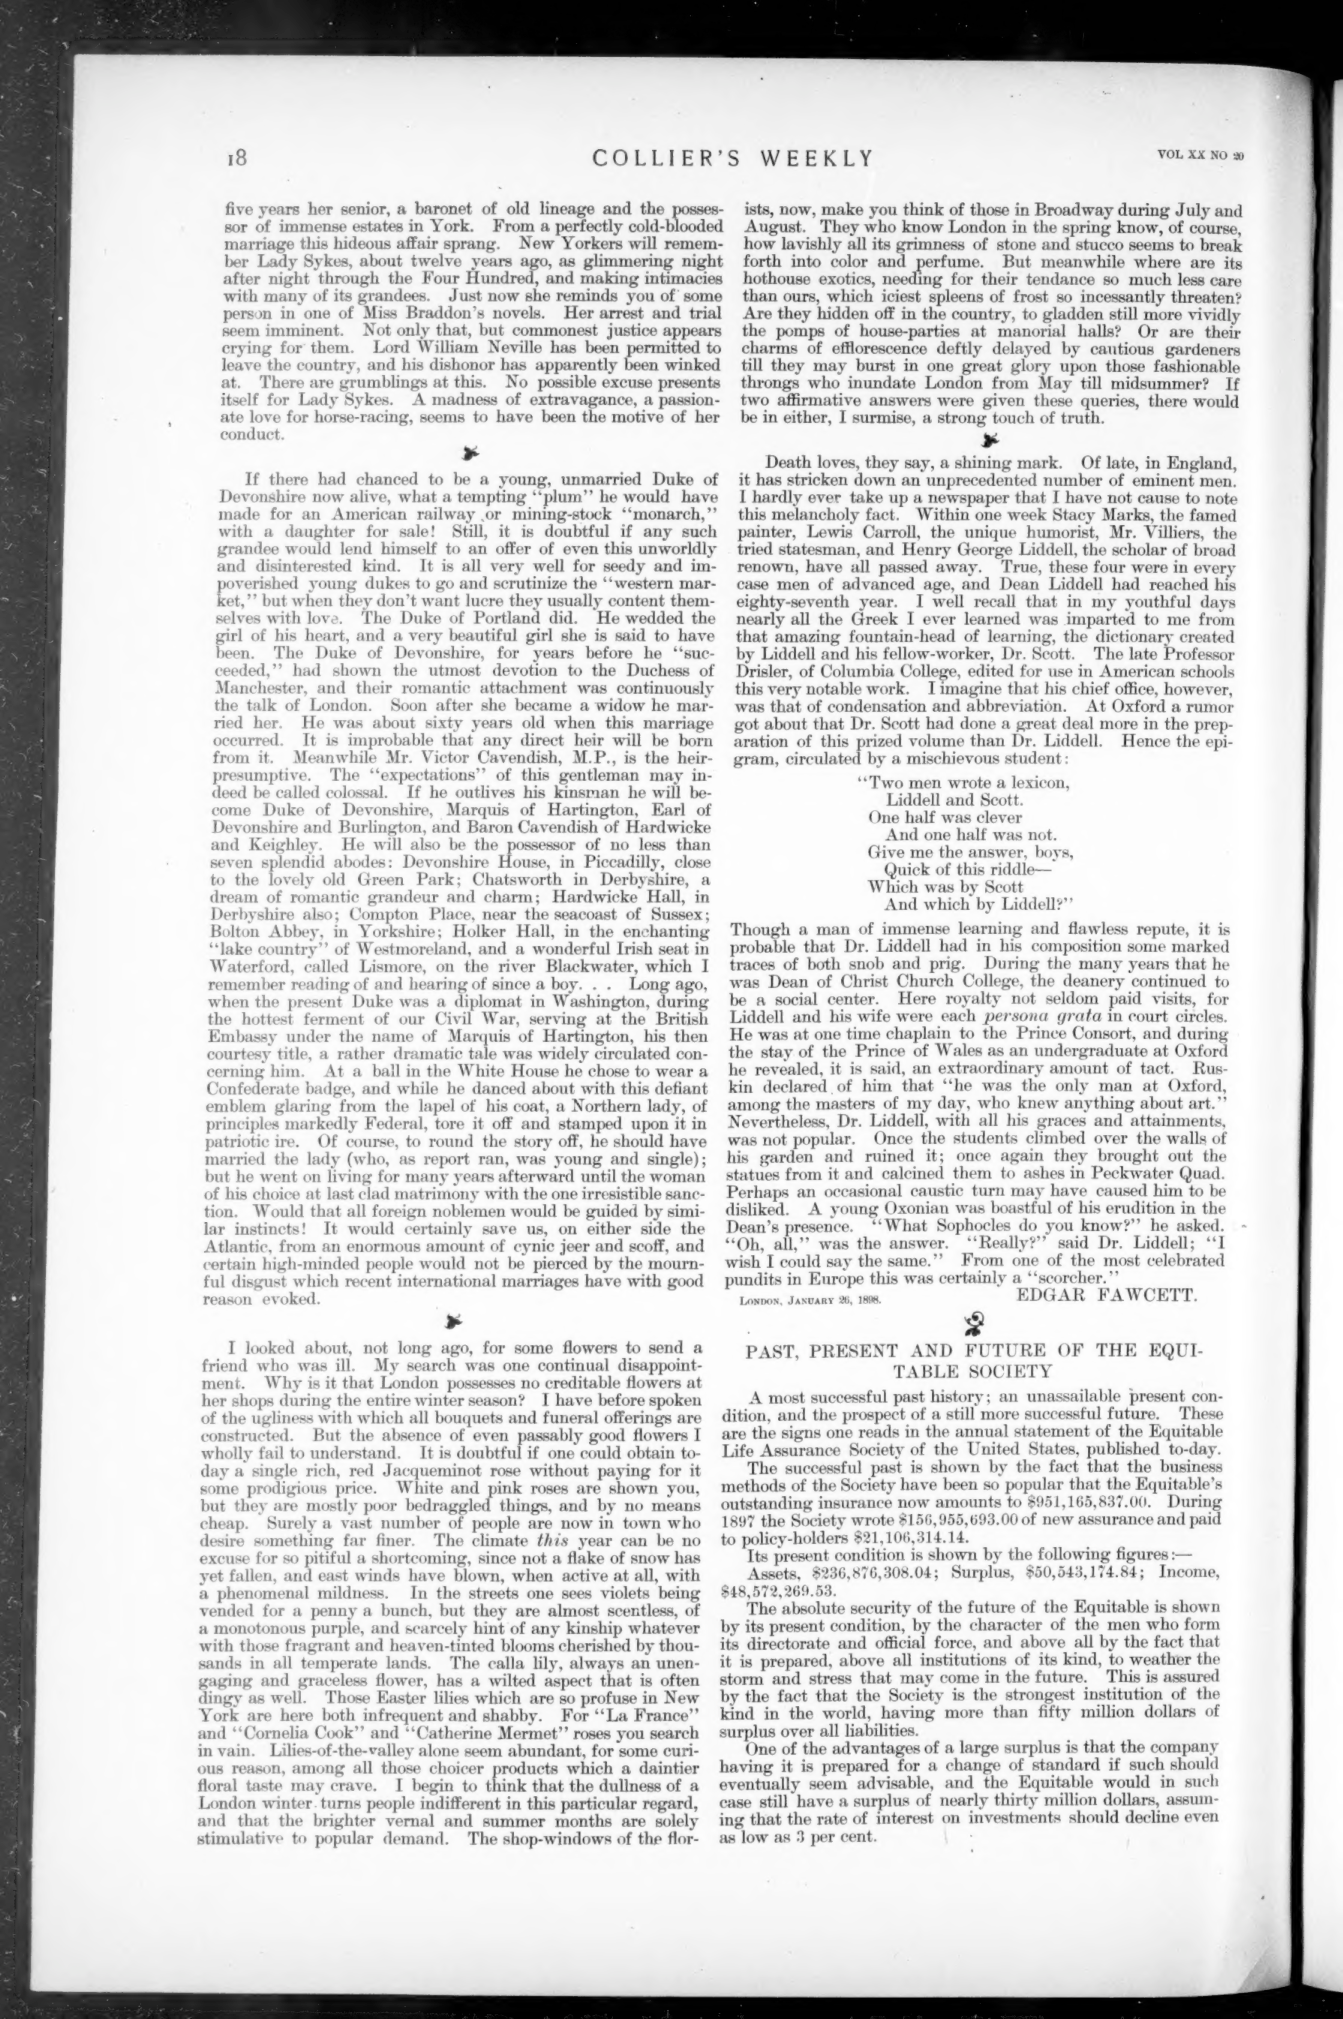 18
COLLIER'S WEEKLY
VOL XX NO 20
five years her senior, a baronet of old lineage and the posses-
sor of immense estates in York. From a perfectly cold-blooded
marriage this hideous affair sprang. New Yorkers will remem-
ber Lady Sykes, about twelve years ago, as glimmering night
after night through the Four Hundred, and making intimacies
with many of its grandees. Just now she reminds you of some
person in one of Miss Braddon's novels. Her arrest and trial
seem imminent. Not only that, but commonest justice appears
crying for them. Lord William Neville has been permitted to
leave the country, and his dishonor has apparently been winked
at. There are grumblings at this. No possible excuse presents
itself for Lady Sykes. A madness of extravagance, a passion-
ate love for horse-racing, seems to have been the motive of her
conduct.
If there had chanced to be a young, unmarried Duke of
Devonshire now alive, what a tempting "plum" he would have
made for an American railway or mining-stock "monarch,"
with a daughter for sale! Still, it is doubtful if any such
grandee would lend himself to an offer of even this unworldly
and disinterested kind. It is all very well for seedy and im-
poverished young dukes to go and scrutinize the "western mar-
ket," but when they don't want lucre they usually content them-
selves with love. The Duke of Portland did. He wedded the
girl of his heart, and a very beautiful girl she is said to have
been. The Duke of Devonshire, for years before he "suc-
ceeded," had shown the utmost devotion to the Duchess of
Manchester, and their romantic attachment was continuously
the talk of London. Soon after she became a widow he mar-
ried her. He was about sixty years old when this marriage
occurred. It is improbable that any direct heir will be born
from it. Meanwhile Mr. Victor Cavendish, M.P., is the heir-
presumptive. The "expectations" of this gentleman may in-
deed be called colossal. If he outlives his kinsman he will be-
come Duke of Devonshire, Marquis of Hartington, Earl of
Devonshire and Burlington, and Baron Cavendish of Hardwicke
and Keighley. He will also be the possessor of no less than
seven splendid abodes: Devonshire House, in Piccadilly, close
to the lovely old Green Park; Chatsworth in Derbyshire, a
dream of romantic grandeur and charm; Hardwicke Hall, in
Derbyshire also; Compton Place, near the seacoast of Sussex;
Bolton Abbey, in Yorkshire; Holker Hall, in the enchanting
"lake country" of Westmoreland, and a wonderful Irish seat in
Waterford, called Lismore, on the river Blackwater, which I
remember reading of and hearing of since a boy. . . Long ago,
when the present Duke was a diplomat in Washington, during
the hottest ferment of our Civil War, serving at the British
Embassy under the name of Marquis of Hartington, his then
courtesy title, a rather dramatic tale was widely circulated con-
cerning him. At a ball in the White House he chose to wear a
Confederate badge, and while he danced about with this defiant
emblem glaring from the lapel of his coat, a Northern lady, of
principles markedly Federal, tore it off and stamped upon it in
patriotic ire. Of course, to round the story off, he should have
married the lady (who, as report ran, was young and single);
but he went on living for many years afterward until the woman
of his choice at last clad matrimony with the one irresistible sanc-
tion. Would that all foreign noblemen would be guided by simi-
lar instincts! It would certainly save us, on either side the
Atlantic, from an enormous amount of cynic jeer and scoff, and
certain high-minded people would not be pierced by the mourn-
ful disgust which recent international marriages have with good
reason evoked.
I looked about, not long ago, for some flowers to send a
friend who was ill. My search was one continual disappoint-
ment. Why is it that London possesses no creditable flowers at
her shops during the entire winter season? I have before spoken
of the ugliness with which all bouquets and funeral offerings are
constructed. But the absence of even passably good flowers I
wholly fail to understand. It is doubtful if one could obtain to-
day a single rich, red Jacqueminot rose without paying for it
some prodigious price. White and pink roses are shown you,
but they are mostly poor bedraggled things, and by no means
cheap. Surely a vast number of people are now in town who
desire something far finer. The climate this year can be no
excuse for so pitiful a shortcoming, since not a flake of snow has
yet fallen, and east winds have blown, when active at all, with
a phenomenal mildness. In the streets one sees violets being
vended for a penny a bunch, but they are almost scentless, of
a monotonous purple, and scarcely hint of any kinship whatever
with those fragrant and heaven-tinted blooms cherished by thou-
sands in all temperate lands. The calla lily, always an unen-
gaging and graceless flower, has a wilted aspect that is often
dingy as well. Those Easter lilies which are so profuse in New
York are here both infrequent and shabby. For "La France"
and "Cornelia Cook" and "Catherine Mermet" roses you search
in vain. Lilies-of-the-valley alone seem abundant, for some curi-
ous reason, among all those choicer products which a daintier
floral taste may crave. I begin to think that the dullness of a
London winter turns people indifferent in this particular regard,
and that the brighter vernal and summer months are solely
stimulative to popular demand. The shop-windows of the flor-
ists, now, make you think of those in Broadway during July and
August. They who know London in the spring know, of course,
how lavishly all its grimness of stone and stucco seems to break
forth into color and perfume. But meanwhile where are its
hothouse exotics, needing for their tendance so much less care
than ours, which iciest spleens of frost so incessantly threaten?
Are they hidden off in the country, to gladden still more vividly
the pomps of house-parties at manorial halls? Or are their
charms of efflorescence deftly delayed by cautious gardeners
till they may burst in one great glory upon those fashionable
throngs who inundate London from May till midsummer? If
two affirmative answers were given these queries, there would
be in either, I surmise, a strong touch of truth.
Death loves, they say, a shining mark. Of late, in England,
it has stricken down an unprecedented number of eminent men.
I hardly ever take up a newspaper that I have not cause to note
this melancholy fact. Within one week Stacy Marks, the famed
painter, Lewis Carroll, the unique humorist, Mr. Villiers, the
tried statesman, and Henry George Liddell, the scholar of broad
renown, have all passed away. True, these four were in every
case men of advanced age, and Dean Liddell had reached his
eighty-seventh year. I well recall that in my youthful days
nearly all the Greek I ever learned was imparted to me from
that amazing fountain-head of learning, the dictionary created
by Liddell and his fellow-worker, Dr. Scott. The late Professor
Drisler, of Columbia College, edited for use in American schools
this very notable work. I imagine that his chief office, however,
was that of condensation and abbreviation. At Oxford a rumor
got about that Dr. Scott had done a great deal more in the prep-
aration of this prized volume than Dr. Liddell. Hence the epi-
gram, circulated by a mischievous student:
"Two men wrote a lexicon,
Liddell and Scott.
One half was clever
And one half was not.
Give me the answer, boys,
Quick of this riddle—
Which was by Scott
And which by Liddell?"
Though a man of immense learning and flawless repute, it is
probable that Dr. Liddell had in his composition some marked
traces of both snob and prig. During the many years that he
was Dean of Christ Church College, the deanery continued to
be a social center. Here royalty not seldom paid visits, for
Liddell and his wife were each persona grata in court circles.
He was at one time chaplain to the Prince Consort, and during
the stay of the Prince of Wales as an undergraduate at Oxford
he revealed, it is said, an extraordinary amount of tact. Rus-
kin declared of him that "he was the only man at Oxford,
among the masters of my day, who knew anything about art."
Nevertheless, Dr. Liddell, with all his graces and attainments,
was not popular. Once the students climbed over the walls of
his garden and ruined it; once again they brought out the
statues from it and calcined them to ashes in Peckwater Quad.
Perhaps an occasional caustic turn may have caused him to be
disliked. A young Oxonian was boastful of his erudition in the
Dean's presence. "What Sophocles do you know?" he asked.
"Oh, all," was the answer. "Really?" said Dr. Liddell; "I
wish I could say the same." From one of the most celebrated
pundits in Europe this was certainly a "scorcher."
EDGAR FAWCETT.
LONDON, JANUARY 26, 1898.
PAST, PRESENT AND FUTURE OF THE EQUI-
TABLE SOCIETY
A most successful past history; an unassailable present con-
dition, and the prospect of a still more successful future. These
are the signs one reads in the annual statement of the Equitable
Life Assurance Society of the United States, published to-day.
The successful past is shown by the fact that the business
methods of the Society have been so popular that the Equitable's
outstanding insurance now amounts to $951,165,837.00. During
1897 the Society wrote $156,955,693.00 of new assurance and paid
to policy-holders $21,106,314.14.
Its present condition is shown by the following figures:—
Assets, $236,876,308.04; Surplus, $50,543,174.84; Income,
$48,572,269.53.
The absolute security of the future of the Equitable is shown
by its present condition, by the character of the men who form
its directorate and official force, and above all by the fact that
it is prepared, above all institutions of its kind, to weather the
storm and stress that may come in the future. This is assured
by the fact that the Society is the strongest institution of the
kind in the world, having more than fifty million dollars of
surplus over all liabilities.
One of the advantages of a large surplus is that the company
having it is prepared for a change of standard if such should
eventually seem advisable, and the Equitable would in such
case still have a surplus of nearly thirty million dollars, assum-
ing that the rate of interest on investments should decline even
as low as 3 per cent.